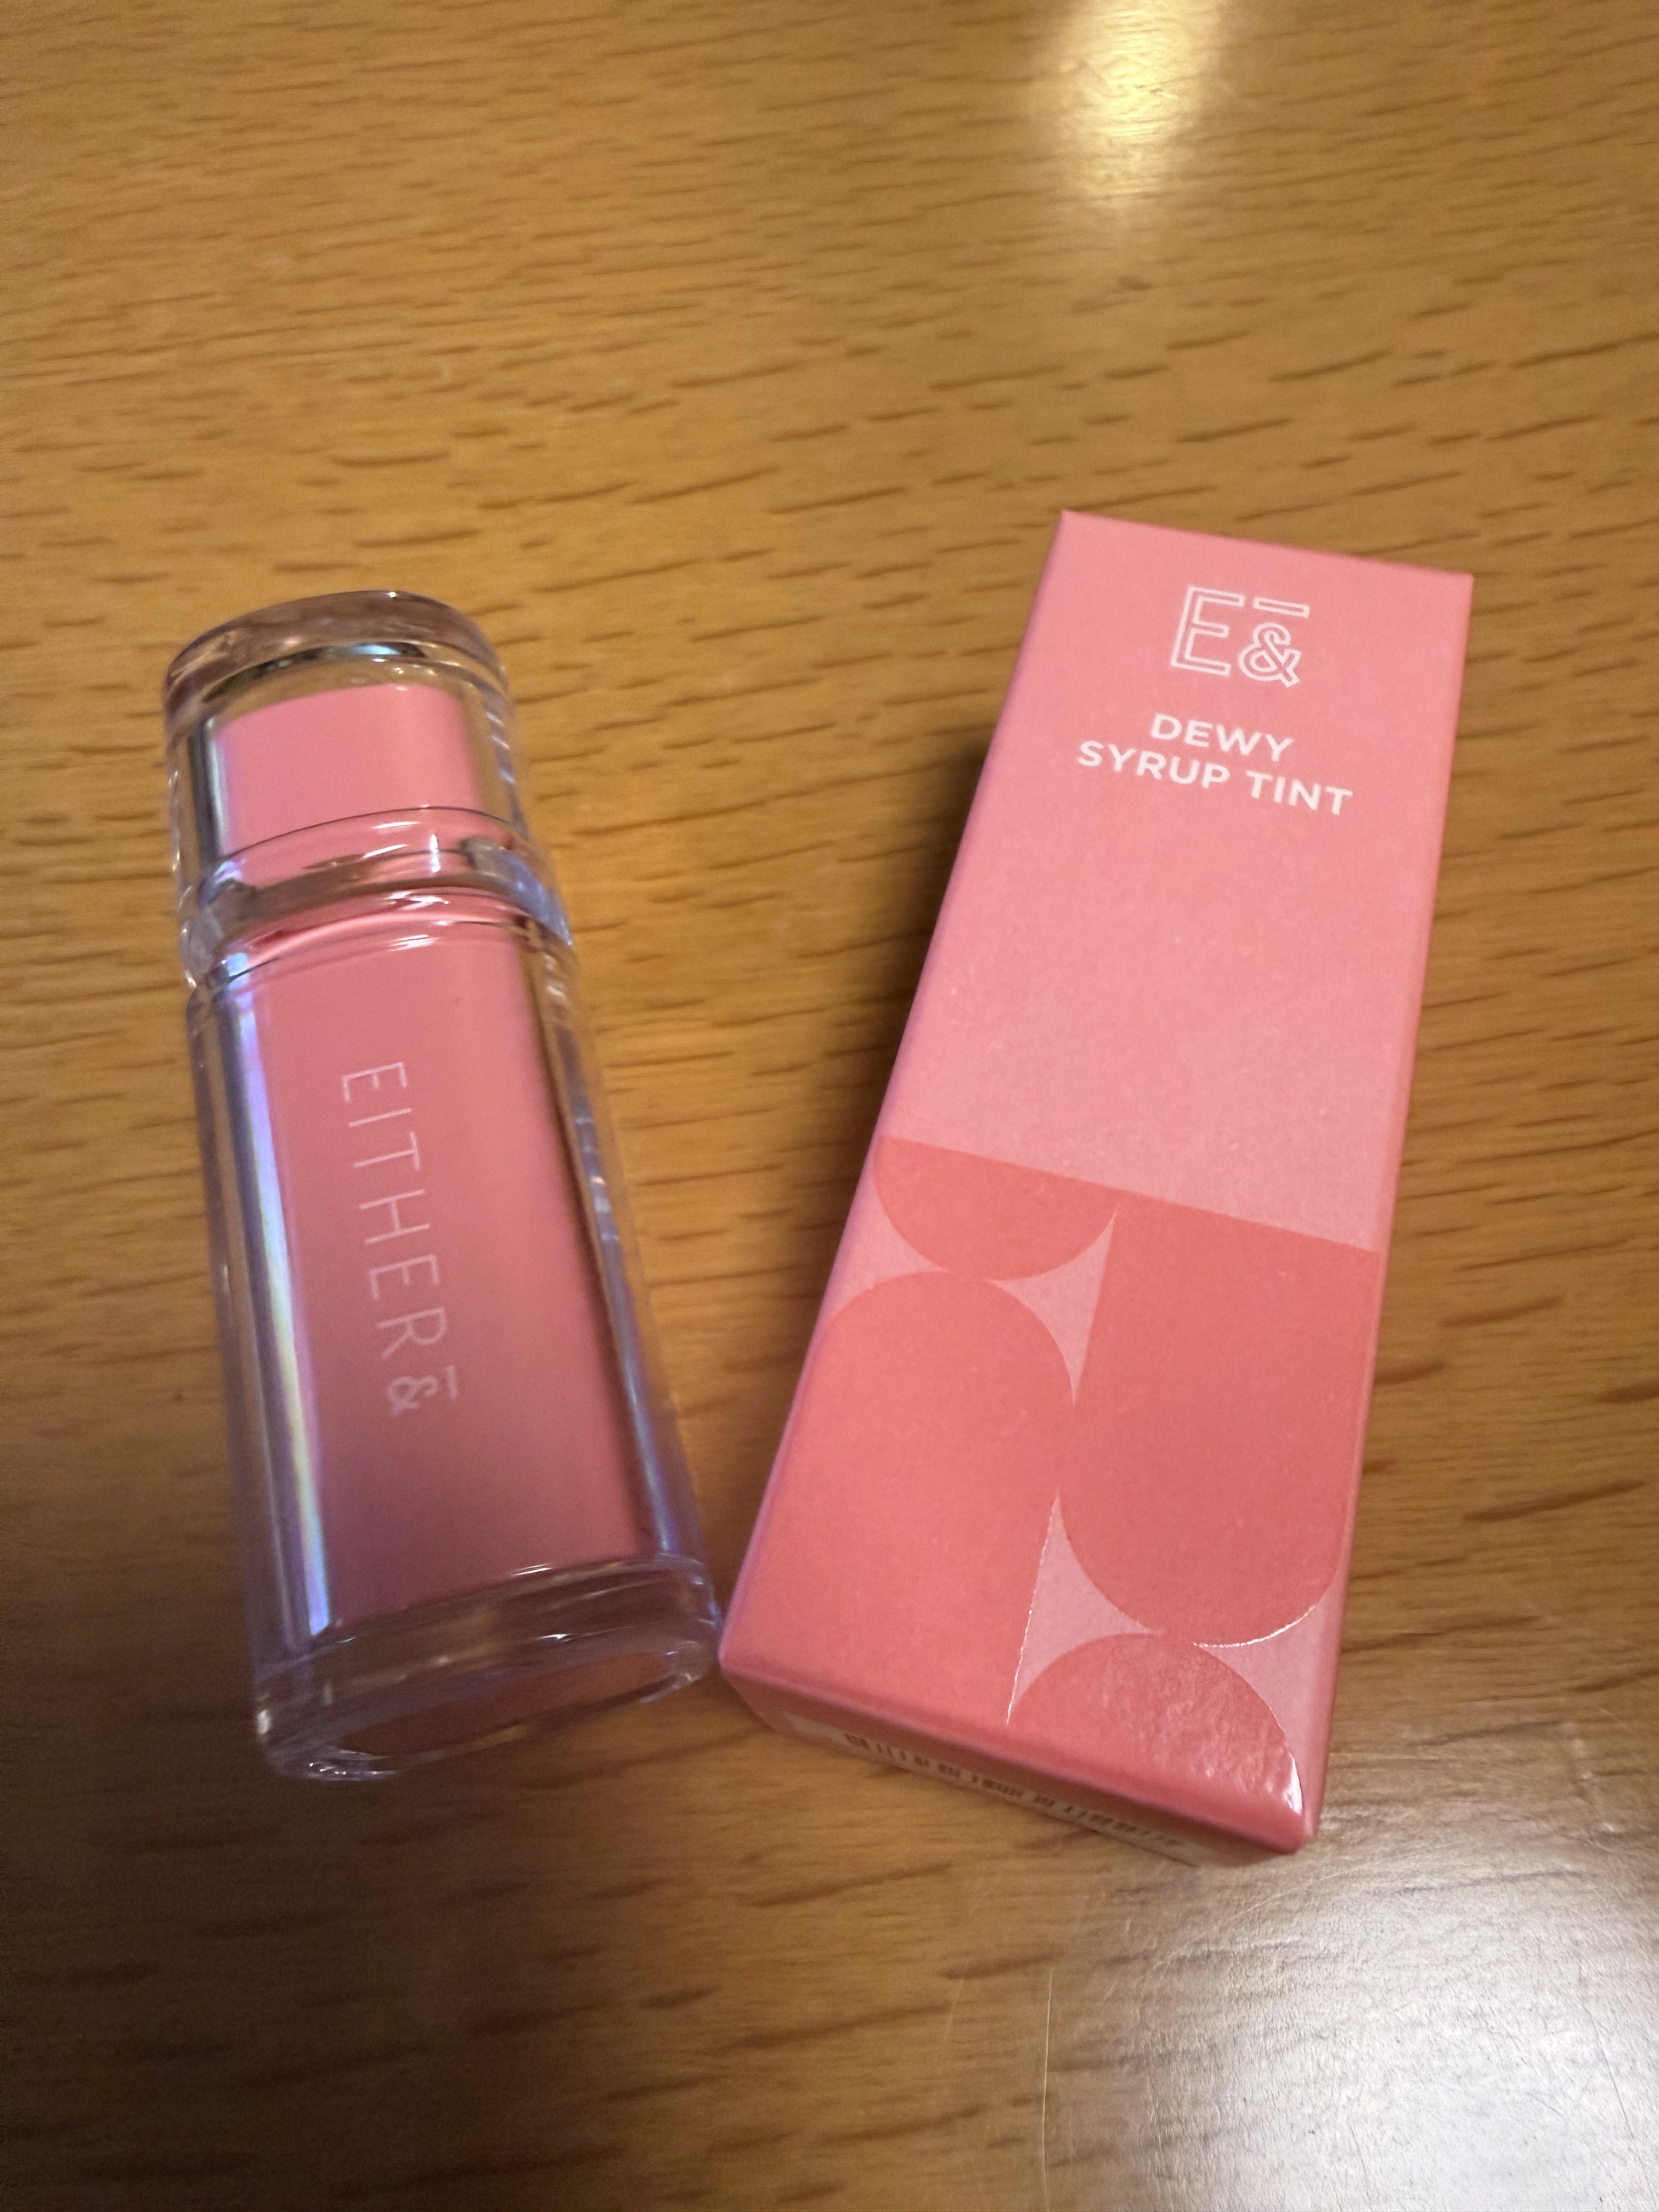 EITHER&
E&
DEWY
SYRUP TINT